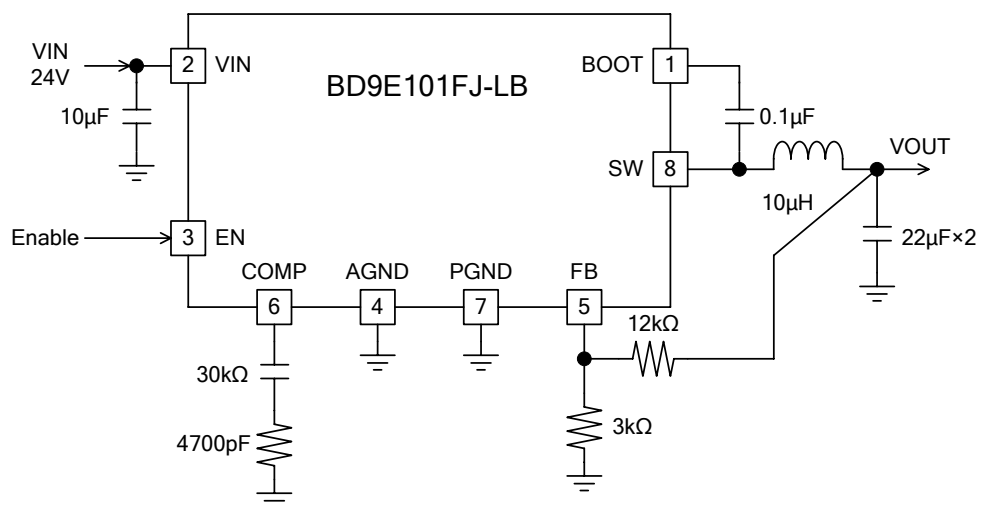 VIN
24V
2
VIN
BD9E101FJ-LB
BOOT
1
10µF
0.1µF
SW
8
VOUT
10µH
22µF×2
Enable
3
EN
COMP
AGND
PGND
FB
6
4
7
5
12kΩ
30kΩ
4700pF
3kΩ